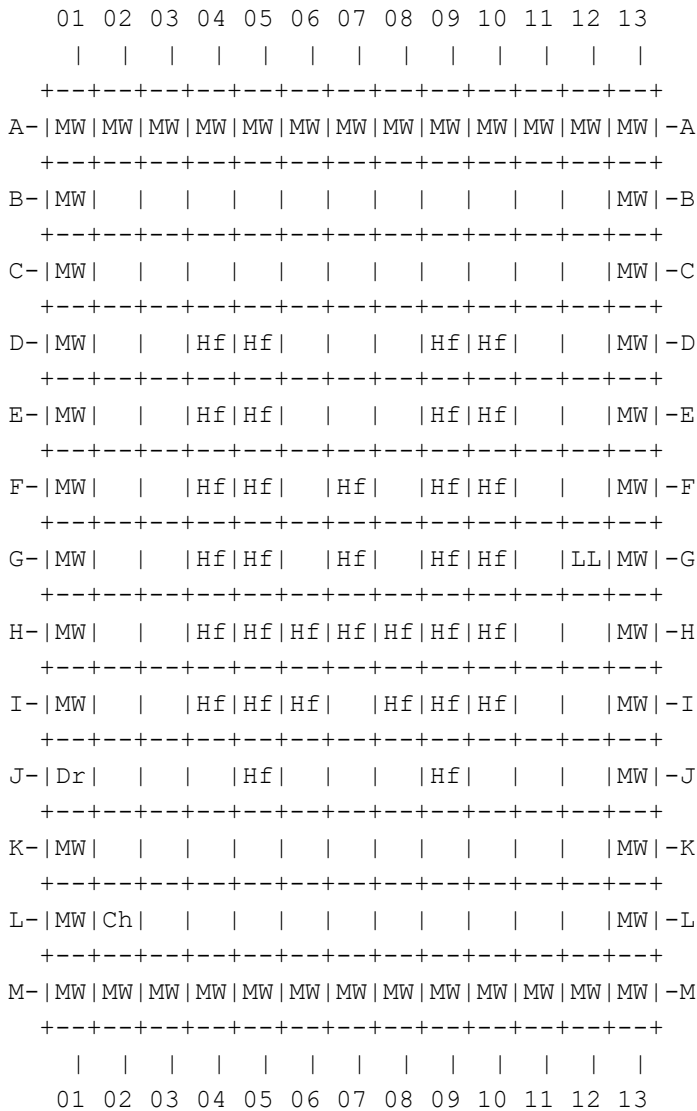 01 02 03 04 05 06 07 08 09 10 11 12 13
| | | | | | | | | | | | |
+--+--+--+--+--+--+--+--+--+--+--+--+--+
A-|MW|MW|MW|MW|MW|MW|MW|MW|MW|MW|MW|MW|MW|-A
+--+--+--+--+--+--+--+--+--+--+--+--+--+
B-|MW|  |  |  |  |  |  |  |  |  |  |  |MW|-B
+--+--+--+--+--+--+--+--+--+--+--+--+--+
C-|MW|  |  |  |  |  |  |  |  |  |  |  |MW|-C
+--+--+--+--+--+--+--+--+--+--+--+--+--+
D-|MW|  |  |Hf|Hf|  |  |  |Hf|Hf|  |  |MW|-D
+--+--+--+--+--+--+--+--+--+--+--+--+--+
E-|MW|  |  |Hf|Hf|  |  |  |Hf|Hf|  |  |MW|-E
+--+--+--+--+--+--+--+--+--+--+--+--+--+
F-|MW|  |  |Hf|Hf|  |Hf|  |Hf|Hf|  |  |MW|-F
+--+--+--+--+--+--+--+--+--+--+--+--+--+
G-|MW|  |  |Hf|Hf|  |Hf|  |Hf|Hf|  |LL|MW|-G
+--+--+--+--+--+--+--+--+--+--+--+--+--+
H-|MW|  |  |Hf|Hf|Hf|Hf|Hf|Hf|Hf|  |  |MW|-H
+--+--+--+--+--+--+--+--+--+--+--+--+--+
I-|MW|  |  |Hf|Hf|Hf|  |Hf|Hf|Hf|  |  |MW|-I
+--+--+--+--+--+--+--+--+--+--+--+--+--+
J-|Dr|  |  |  |Hf|  |  |  |Hf|  |  |  |MW|-J
+--+--+--+--+--+--+--+--+--+--+--+--+--+
K-|MW|  |  |  |  |  |  |  |  |  |  |  |MW|-K
+--+--+--+--+--+--+--+--+--+--+--+--+--+
L-|MW|Ch|  |  |  |  |  |  |  |  |  |  |MW|-L
+--+--+--+--+--+--+--+--+--+--+--+--+--+
M-|MW|MW|MW|MW|MW|MW|MW|MW|MW|MW|MW|MW|MW|-M
+--+--+--+--+--+--+--+--+--+--+--+--+--+
| | | | | | | | | | | | |
01 02 03 04 05 06 07 08 09 10 11 12 13